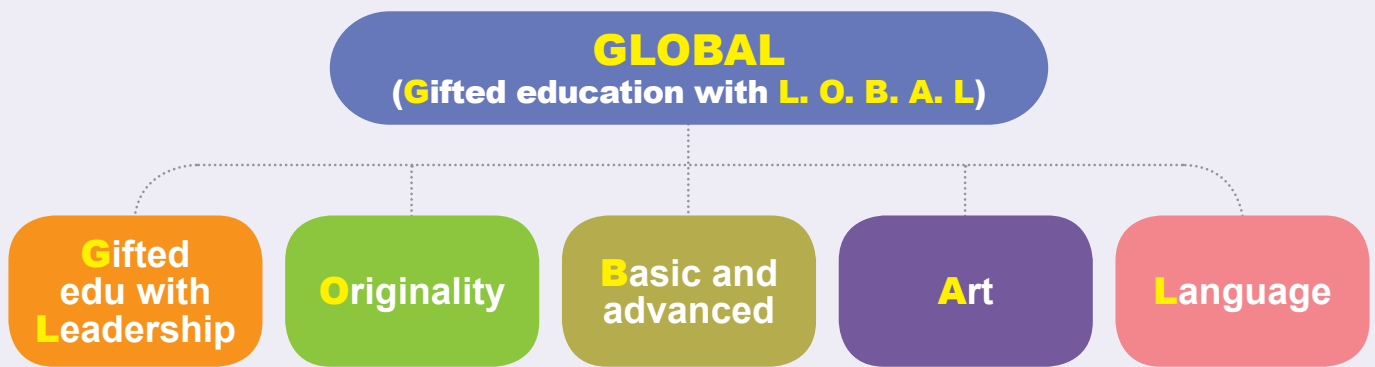 GLOBAL
(Gifted education with L. O. B. A. L)
Gifted
edu with
Leadership
Originality
Basic and
advanced
Art
Language